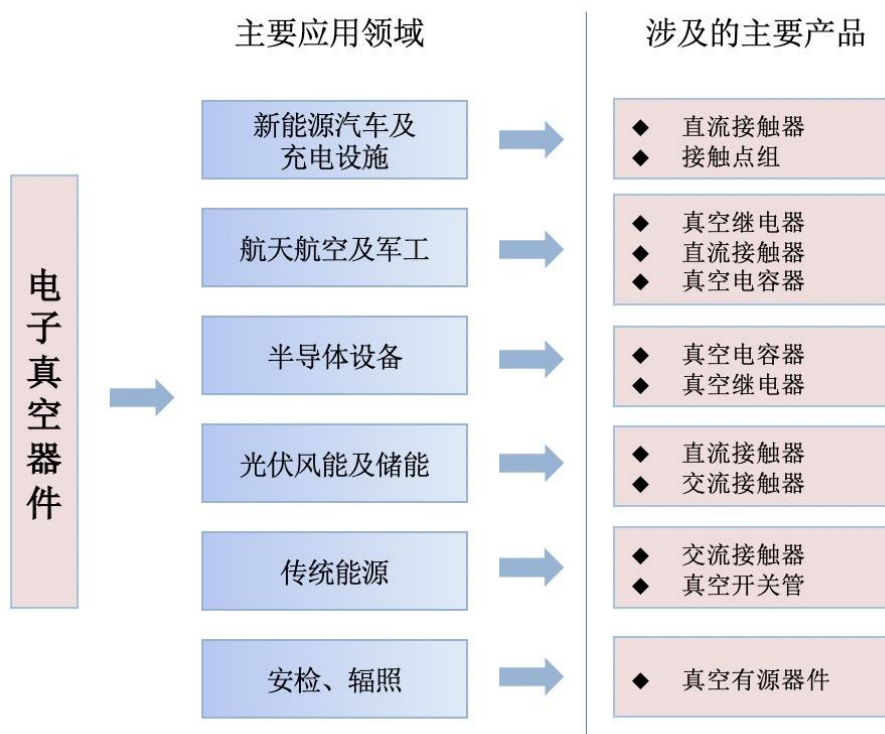 主要应用领域
涉及的主要产品
电子真空器件
新能源汽车及
充电设施
◆ 直流接触器
◆ 接触点组
航天航空及军工
◆ 真空继电器
◆ 直流接触器
◆ 真空电容器
半导体设备
◆ 真空电容器
◆ 真空继电器
光伏风能及储能
◆ 直流接触器
◆ 交流接触器
传统能源
◆ 交流接触器
◆ 真空开关管
安检、辐照
◆ 真空有源器件